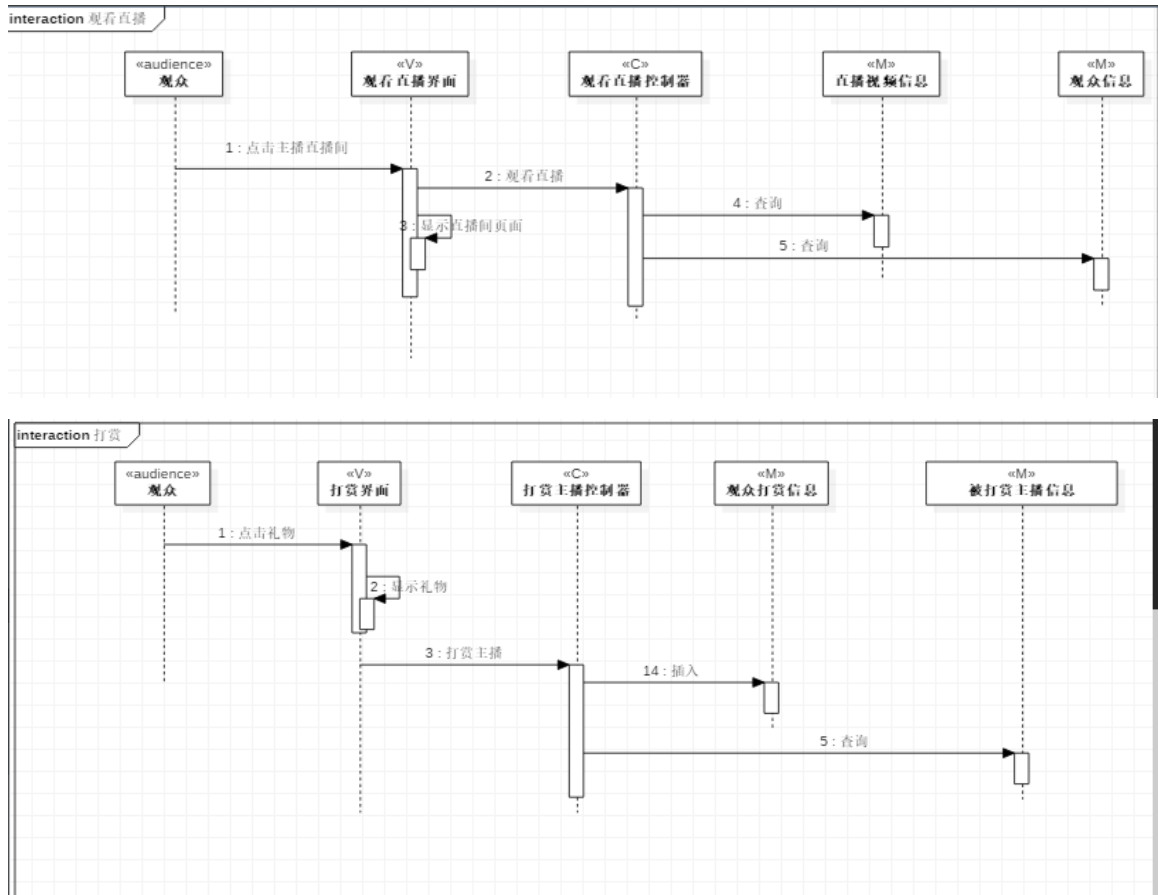 interaction 观看直播
«audience»
观众
«V»
观看直播界面
«C»
观看直播控制器
«M»
直播视频信息
«M»
观众信息
1 : 点击主播直播间
2 : 观看直播
3 : 显示直播间页面
4 : 查询
5 : 查询
interaction 打赏
«audience»
观众
«V»
打赏界面
«C»
打赏主播控制器
«M»
观众打赏信息
«M»
被打赏主播信息
1 : 点击礼物
2 : 显示礼物
3 : 打赏主播
14 : 插入
5 : 查询